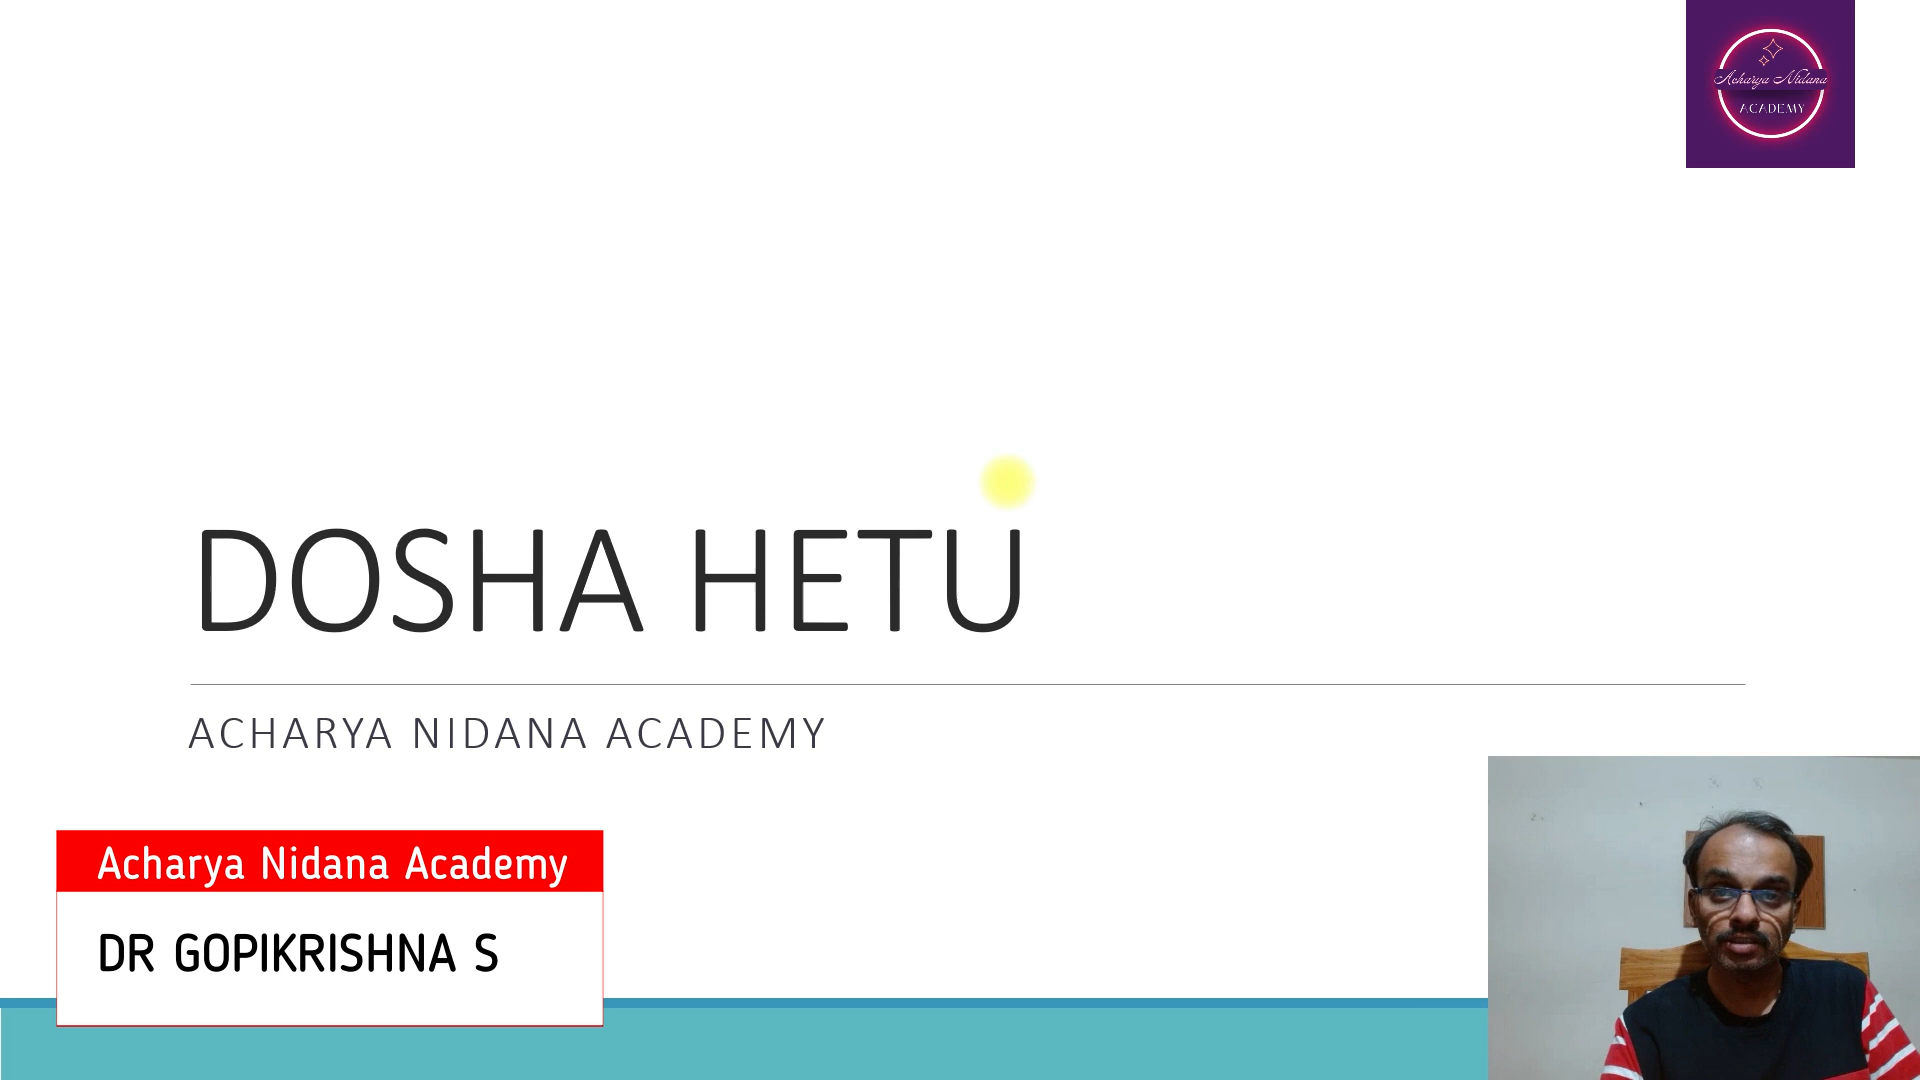 Acharya Nidana
ACADEMY
DOSHA HETU
ACHARYA NIDANA ACADEMY
Acharya Nidana Academy
DR GOPIKRISHNA S